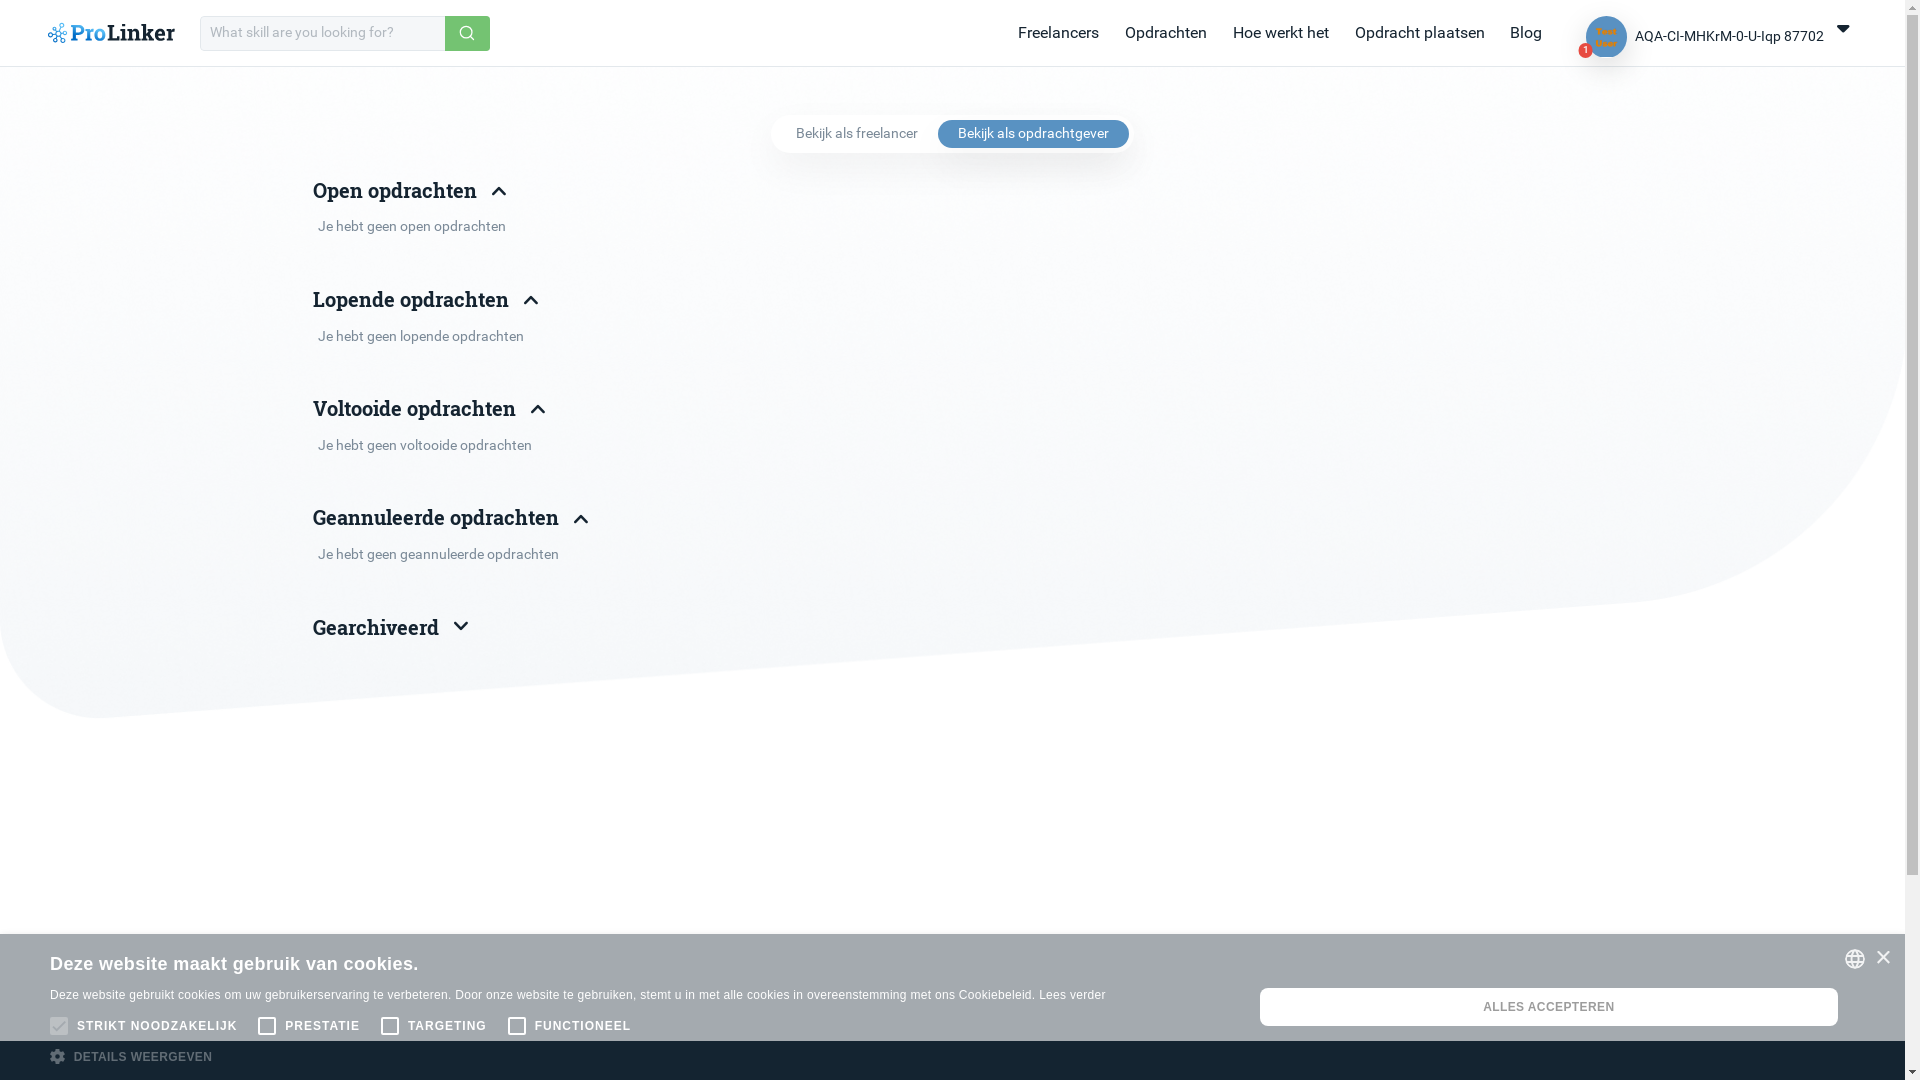 ProLinker
What skill are you looking for?
Freelancers
Opdrachten
Hoe werkt het
Opdracht plaatsen
Blog
1
AQA-CI-MHKrM-0-U-Iqp 87702
Bekijk als freelancer
Bekijk als opdrachtgever
Open opdrachten
Je hebt geen open opdrachten
Lopende opdrachten
Je hebt geen lopende opdrachten
Voltooide opdrachten
Je hebt geen voltooide opdrachten
Geannuleerde opdrachten
Je hebt geen geannuleerde opdrachten
Gearchiveerd
Deze website maakt gebruik van cookies.
Deze website gebruikt cookies om uw gebruikerservaring te verbeteren. Door onze website te gebruiken, stemt u in met alle cookies in overeenstemming met ons Cookiebeleid. Lees verder
STRIKT NOODZAKELIJK
PRESTATIE
TARGETING
FUNCTIONEEL
ALLES ACCEPTEREN
DETAILS WEERGEVEN